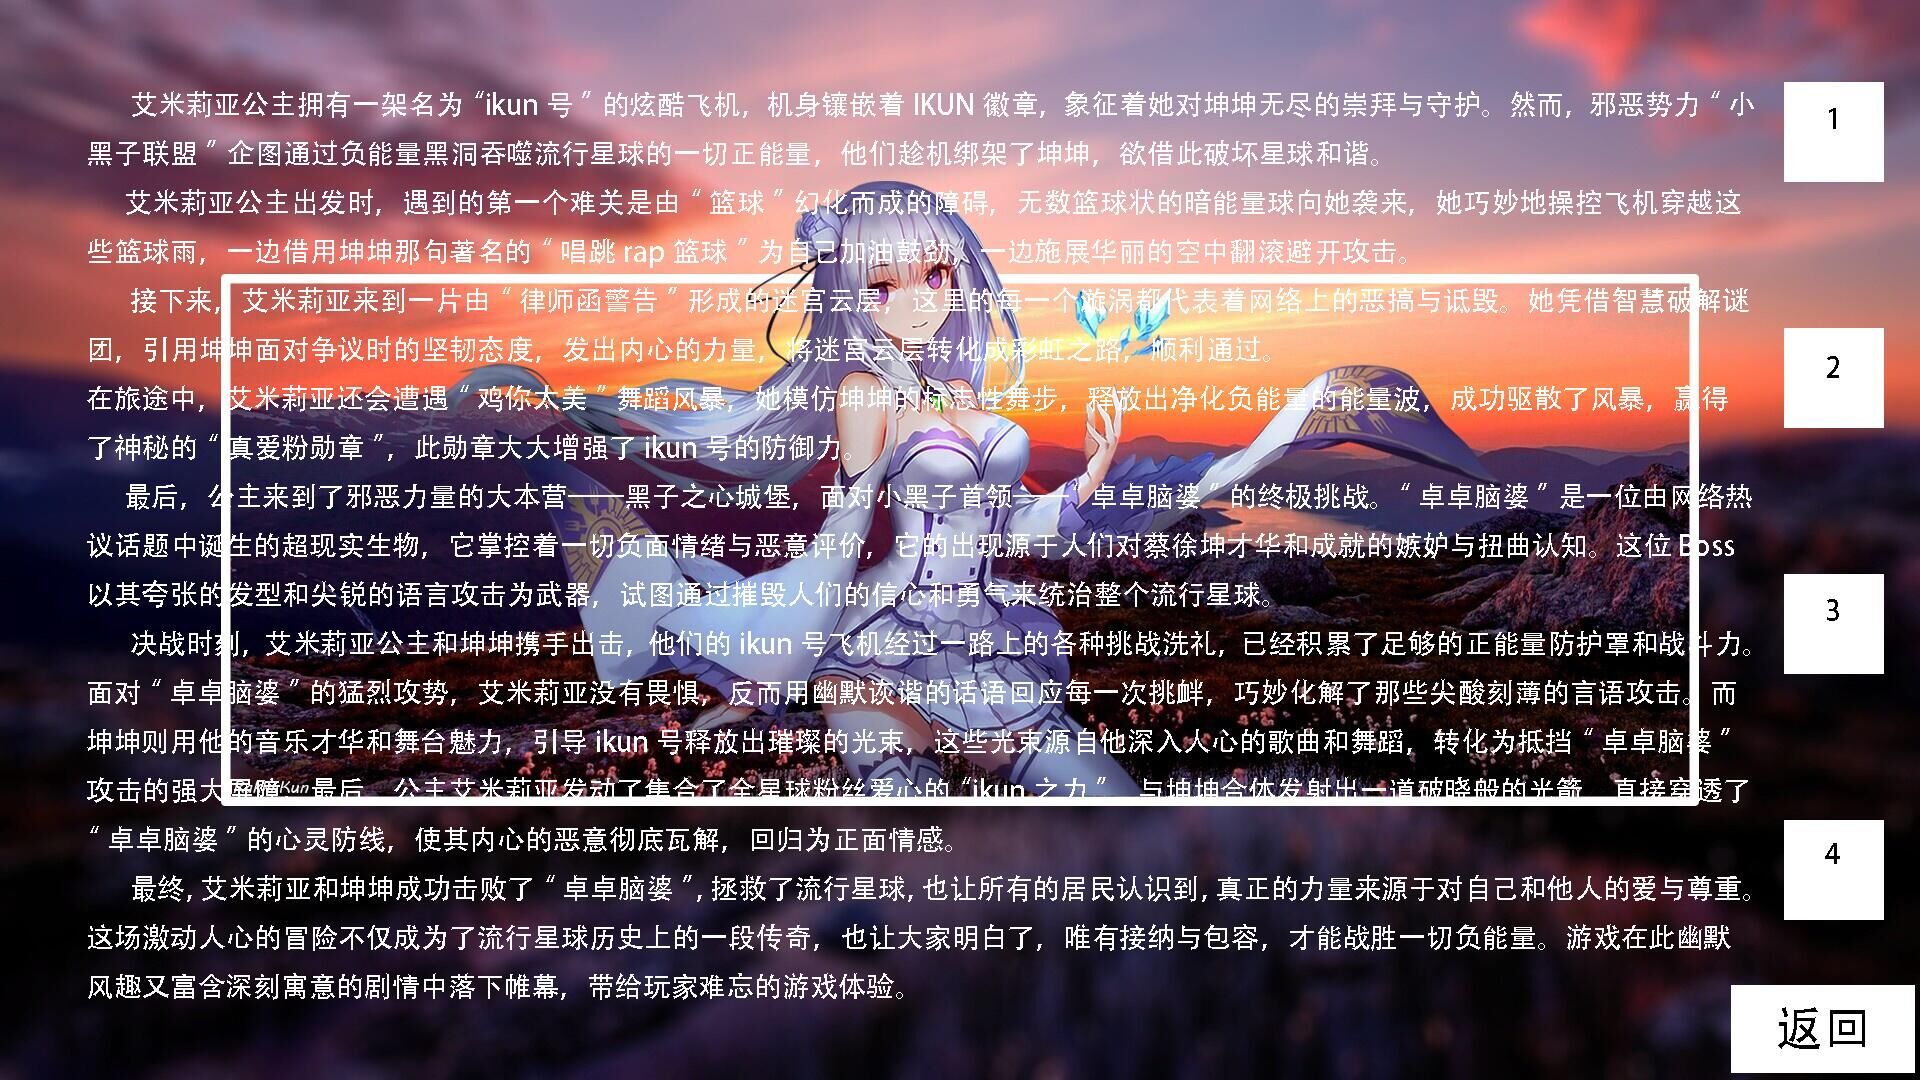 艾米莉亚公主拥有一架名为“ikun 号”的炫酷飞机，机身镶嵌着 IKUN 徽章，象征着她对坤坤无尽的崇拜与守护。然而，邪恶势力“小
黑子联盟”企图通过负能量黑洞吞噬流行星球的一切正能量，他们趁机绑架了坤坤，欲借此破坏星球和谐。
艾米莉亚公主出发时，遇到的第一个难关是由“篮球”幻化而成的障碍，无数篮球状的暗能量球向她袭来，她巧妙地操控飞机穿越这
些篮球雨，一边借用坤坤那句著名的“唱跳 rap 篮球”为自己加油鼓劲，一边施展华丽的空中翻滚避开攻击。
接下来，艾米莉亚来到一片由“律师函警告”形成的迷宫云层，这里的每一个漩涡都代表着网络上的恶搞与诋毁。她凭借智慧破解谜
团，引用坤坤面对争议时的坚韧态度，发出内心的力量，将迷宫云层转化成彩虹之路，顺利通过。
在旅途中，艾米莉亚还会遭遇“鸡你太美”舞蹈风暴，她模仿坤坤的标志性舞步，释放出净化负能量的能量波，成功驱散了风暴，赢得
了神秘的“真爱粉勋章”，此勋章大大增强了 ikun 号的防御力。
最后，公主来到了邪恶力量的大本营——黑子之心城堡，面对小黑子首领——“卓卓脑婆”的终极挑战。“卓卓脑婆”是一位由网络热
议话题中诞生的超现实生物，它掌控着一切负面情绪与恶意评价，它的出现源于人们对蔡徐坤才华和成就的嫉妒与扭曲认知。这位 Boss
以其夸张的发型和尖锐的语言攻击为武器，试图通过摧毁人们的信心和勇气来统治整个流行星球。
决战时刻，艾米莉亚公主和坤坤携手出击，他们的 ikun 号飞机经过一路上的各种挑战洗礼，已经积累了足够的正能量防护罩和战斗力。
面对“卓卓脑婆”的猛烈攻势，艾米莉亚没有畏惧，反而用幽默诙谐的话语回应每一次挑衅，巧妙化解了那些尖酸刻薄的言语攻击。而
坤坤则用他的音乐才华和舞台魅力，引导 ikun 号释放出璀璨的光束，这些光束源自他深入人心的歌曲和舞蹈，转化为抵挡“卓卓脑婆”
攻击的强大屏障。最后，公主艾米莉亚发动了集合了全星球粉丝爱心的“ikun 之力”，与坤坤合体发射出一道破晓般的光箭，直接穿透了
“卓卓脑婆”的心灵防线，使其内心的恶意彻底瓦解，回归为正面情感。
最终，艾米莉亚和坤坤成功击败了“卓卓脑婆”，拯救了流行星球，也让所有的居民认识到，真正的力量来源于对自己和他人的爱与尊重。
这场激动人心的冒险不仅成为了流行星球历史上的一段传奇，也让大家明白了，唯有接纳与包容，才能战胜一切负能量。游戏在此幽默
风趣又富含深刻寓意的剧情中落下帷幕，带给玩家难忘的游戏体验。
1
2
3
4
返回